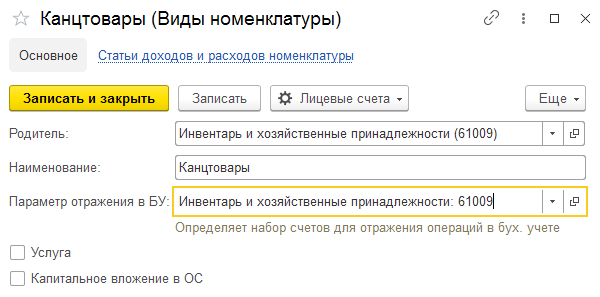 Канцтовары (Виды номенклатуры)
Основное Статьи доходов и расходов номенклатуры
Записать и закрыть Записать Лицевые счета Еще
Родитель: Инвентарь и хозяйственные принадлежности (61009)
Наименование: Канцтовары
Параметр отражения в БУ: Инвентарь и хозяйственные принадлежности: 61009
Определяет набор счетов для отражения операций в бух. учете
Услуга
Капитальное вложение в ОС